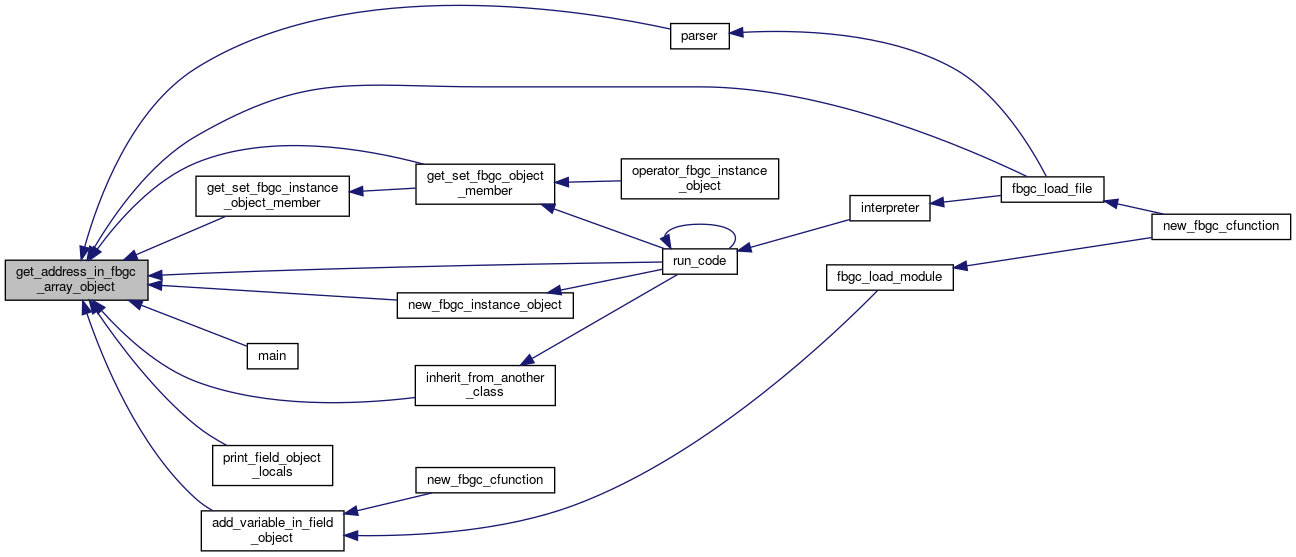 parser
operator_fbgc_instance
_object
get_set_fbgc_object
_member
get_set_fbgc_instance
_object_member
fbgc_load_file
interpreter
new_fbgc_cfunction
run_code
get_address_in_fbgc
_array_object
fbgc_load_module
new_fbgc_instance_object
main
inherit_from_another
_class
print_field_object
_locals
new_fbgc_cfunction
add_variable_in_field
_object